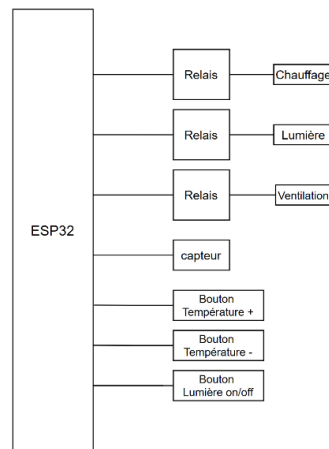 Relais
Chauffage
Relais
Lumière
Relais
Ventilation
ESP32
capteur
Bouton
Température +
Bouton
Température -
Bouton
Lumière on/off